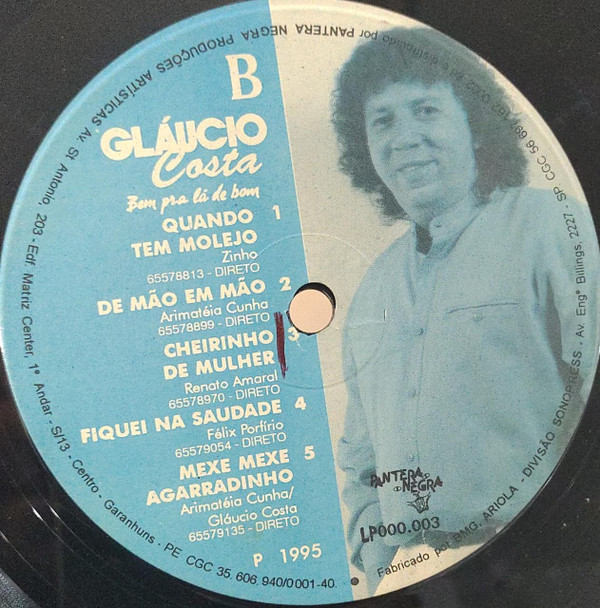 B
GLÁUCIO
Costa
Bem pra lá de bom
QUANDO 1
TEM MOLEJO
Zinho
65578813 - DIRETO
DE MÃO EM MÃO 2
Arimatéia Cunha
65578899 - DIRETO
CHEIRINHO 3
DE MULHER
Renato Amaral
65578970 - DIRETO
FIQUEI NA SAUDADE 4
Félix Porfírio
65579054 - DIRETO
MEXE MEXE 5
AGARRADINHO
Arimatéia Cunha/
Gláucio Costa
65579135 - DIRETO
P 1995
PANTERA
NEGRA
LP000.003
por PANTERA NEGRA PRODUÇÕES ARTÍSTICAS Av. St Antonio, 203 - Edf. Matriz Center, 1º Andar - S/13 - Centro - Garanhuns - PE CGC 35.606.940/0001-40.
Fabricado por BMG. ARIOLA - DIVISÃO SONOPRESS - Av. Engº Billings, 2227 - SP CGC 56